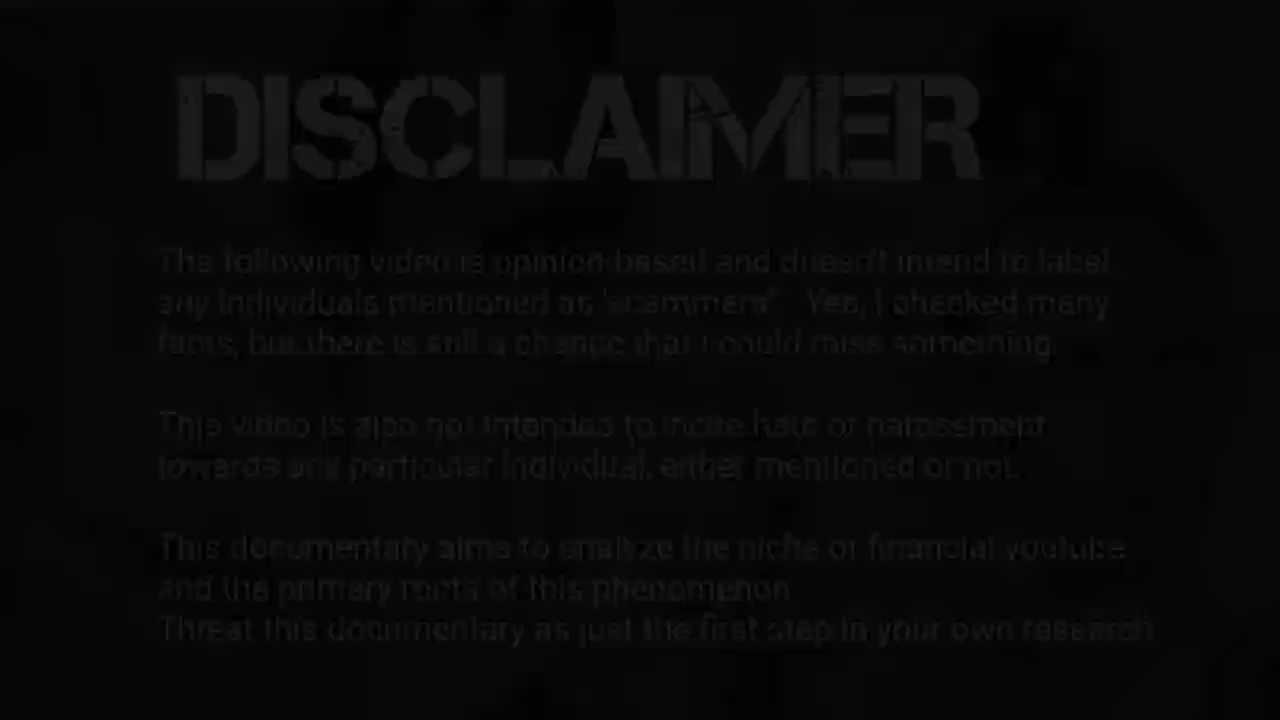 DISCLAIMER
The following video is opinion-based and doesn't intend to label
any individuals mentioned as "scammers". Yes, I checked many
facts, but there is still a chance that I could miss something.
This video is also not intended to incite hate or harassment
towards any particular individual, either mentioned or not.
This documentary aims to analize the niche of financial youtube
and the primary roots of this phenomenon
Threat this documentary as just the first step in your own research